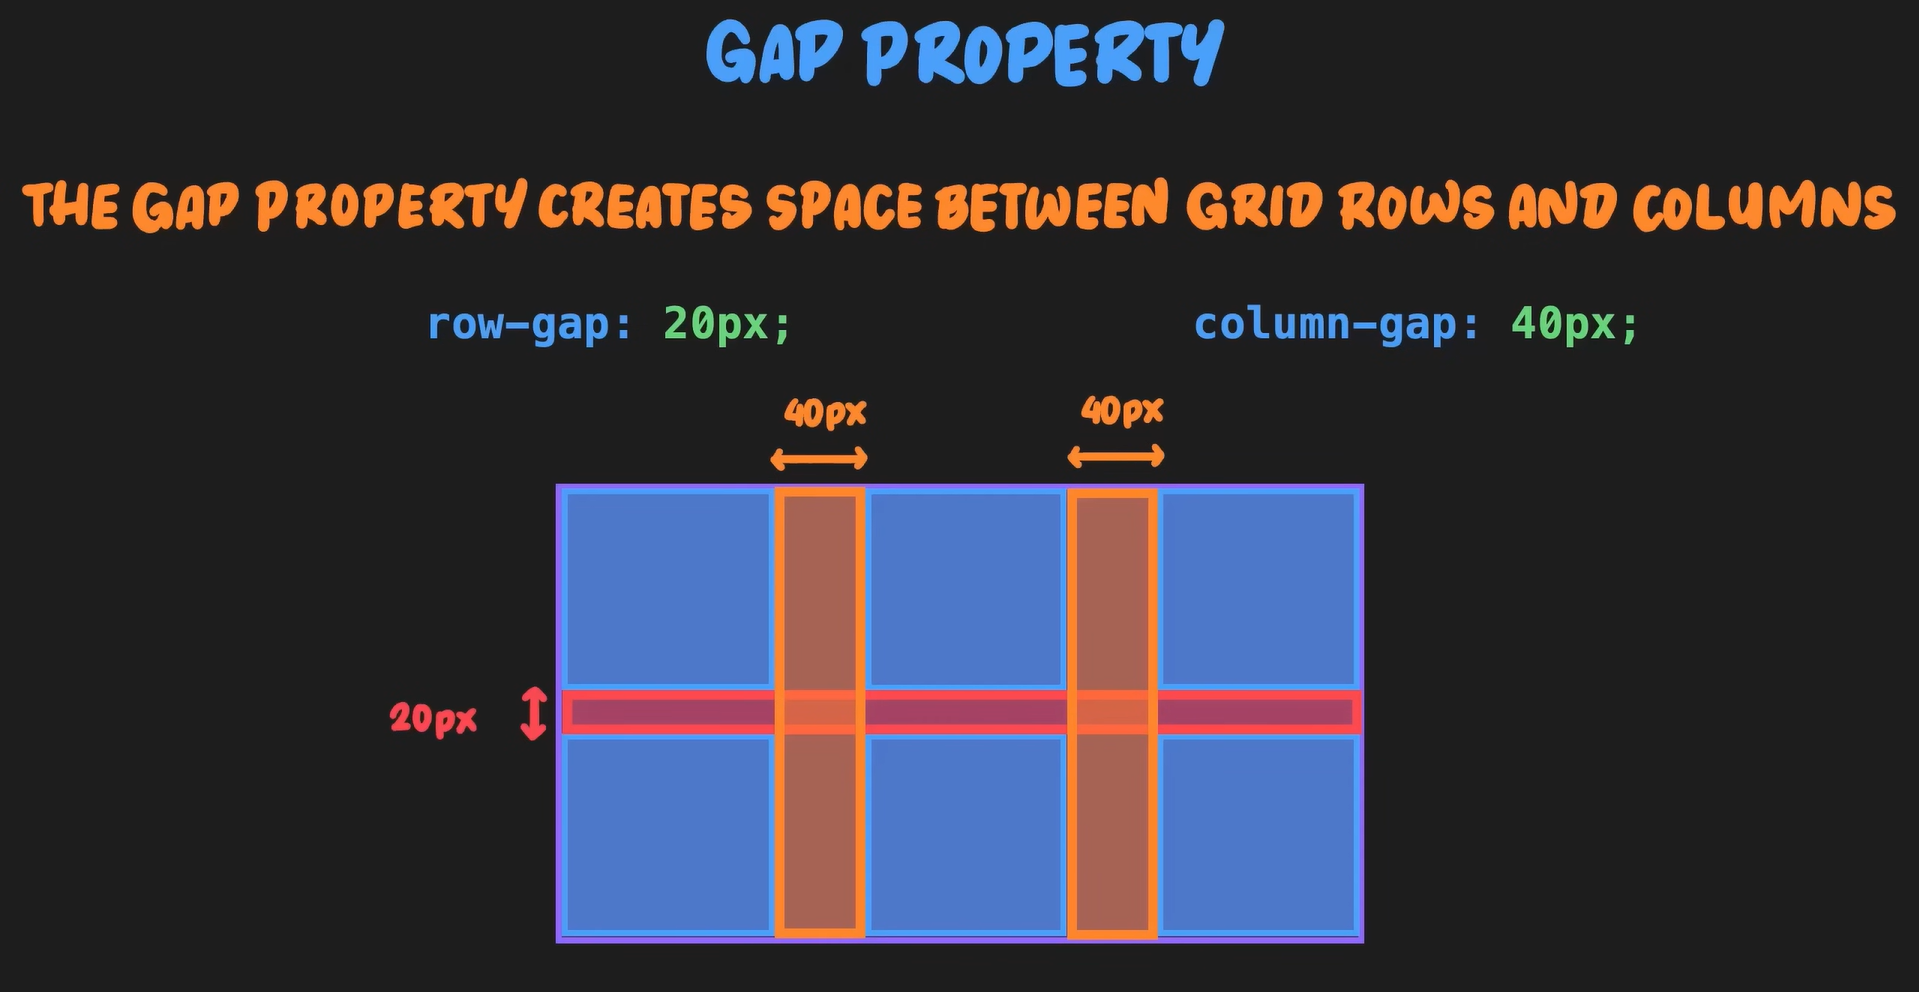 GAP PROPERTY
THE GAP PROPERTY CREATES SPACE BETWEEN GRID ROWS AND COLUMNS
row-gap: 20px; column-gap: 40px;
40px 40px
20px